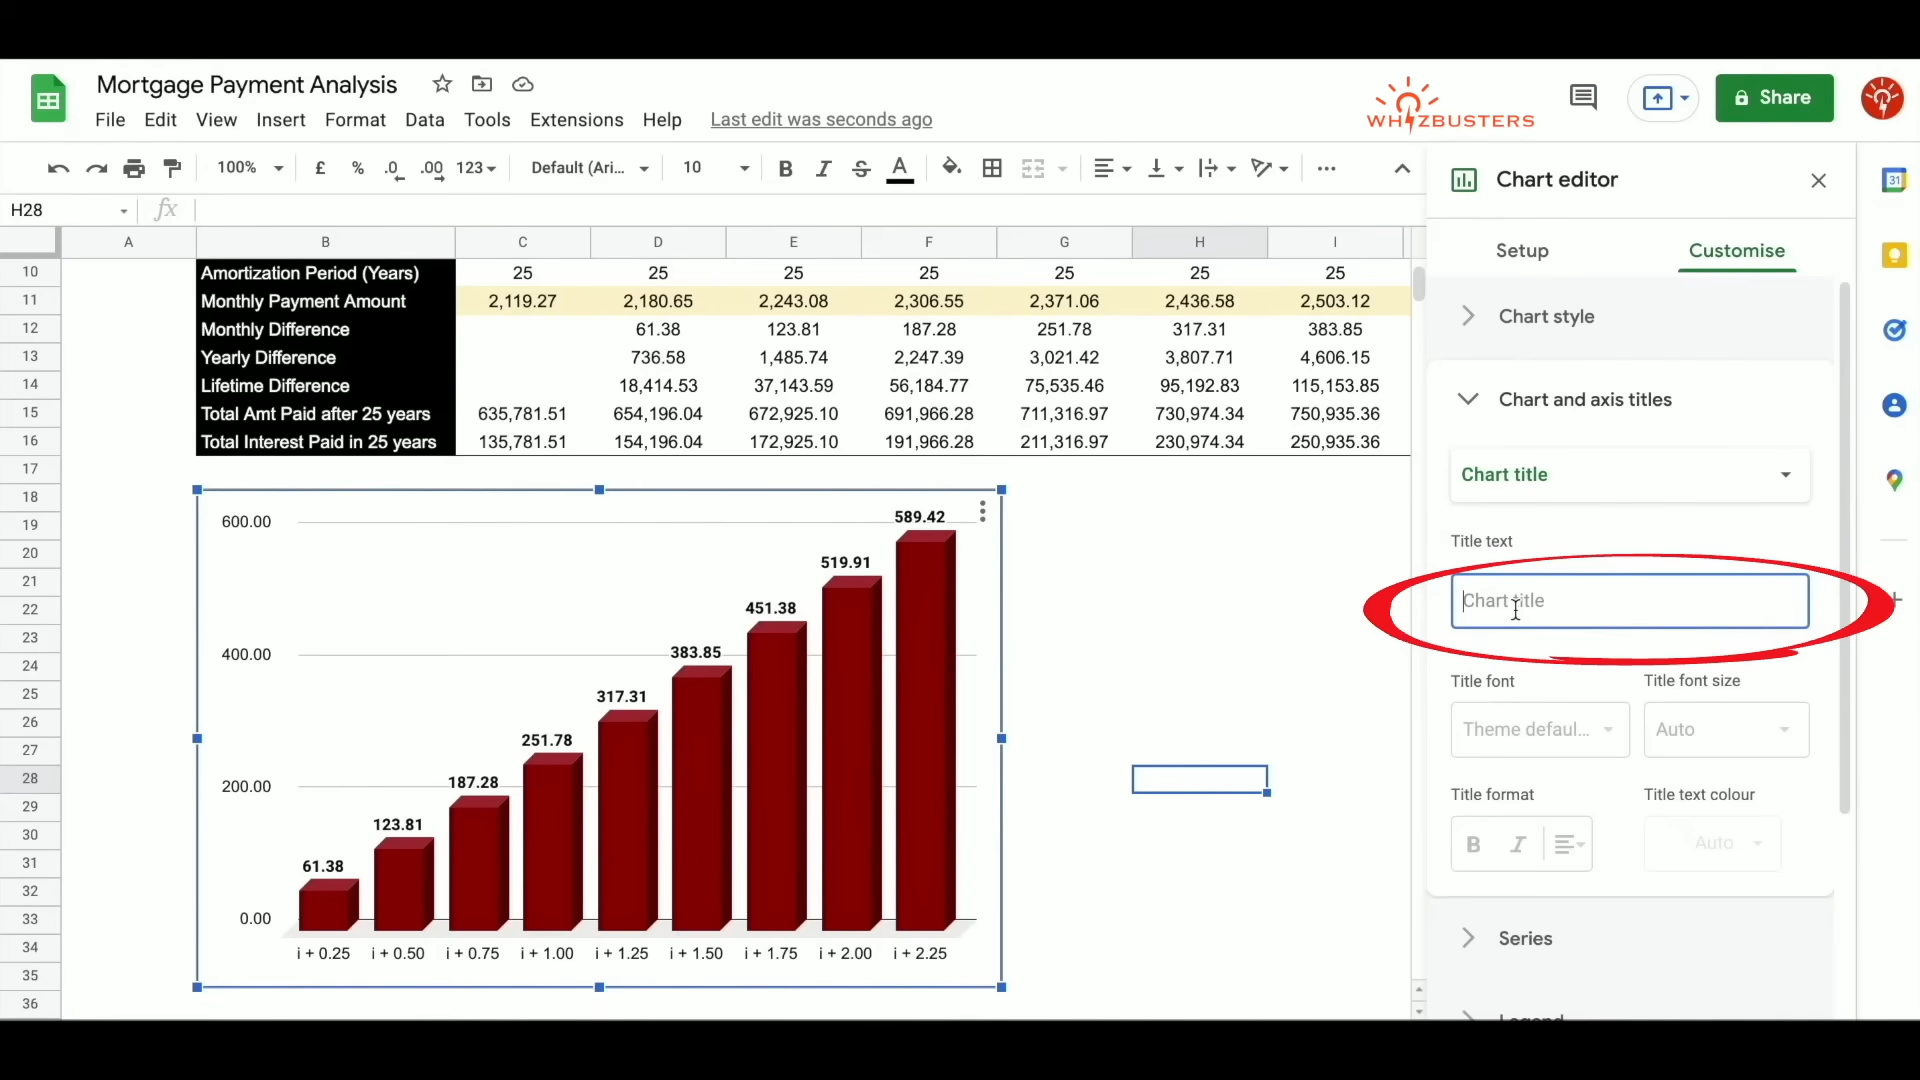 Mortgage Payment Analysis
File Edit View Insert Format Data Tools Extensions Help Last edit was seconds ago
WHIZBUSTERS
Share
100% £ % .0 .00 123 Default (Ari... 10 B I S A
H28 fx
A B C D E F G H I
10 Amortization Period (Years) 25 25 25 25 25 25 25
11 Monthly Payment Amount 2,119.27 2,180.65 2,243.08 2,306.55 2,371.06 2,436.58 2,503.12
12 Monthly Difference 61.38 123.81 187.28 251.78 317.31 383.85
13 Yearly Difference 736.58 1,485.74 2,247.39 3,021.42 3,807.71 4,606.15
14 Lifetime Difference 18,414.53 37,143.59 56,184.77 75,535.46 95,192.83 115,153.85
15 Total Amt Paid after 25 years 635,781.51 654,196.04 672,925.10 691,966.28 711,316.97 730,974.34 750,935.36
16 Total Interest Paid in 25 years 135,781.51 154,196.04 172,925.10 191,966.28 211,316.97 230,974.34 250,935.36
17
18
19
20
21
22
23
24
25
26
27
28
29
30
31
32
33
34
35
36
600.00
400.00
200.00
0.00
61.38
123.81
187.28
251.78
317.31
383.85
451.38
519.91
589.42
i + 0.25 i + 0.50 i + 0.75 i + 1.00 i + 1.25 i + 1.50 i + 1.75 i + 2.00 i + 2.25
Chart editor
Setup Customise
Chart style
Chart and axis titles
Chart title
Title text
Chart title
Title font Title font size
Theme defaul... Auto
Title format Title text colour
B I Auto
Series
Legend
31